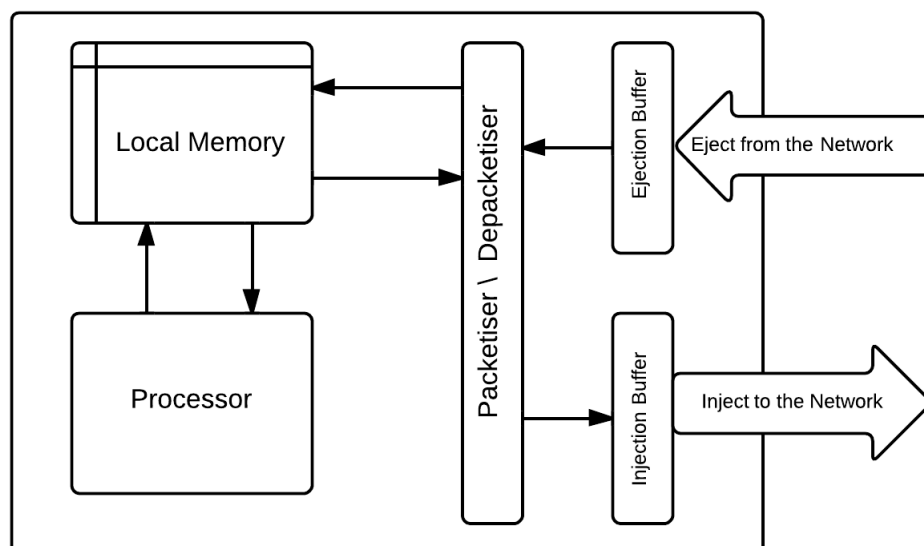 Local Memory
Processor
Packetiser \ Depacketiser
Ejection Buffer
Eject from the Network
Injection Buffer
Inject to the Network